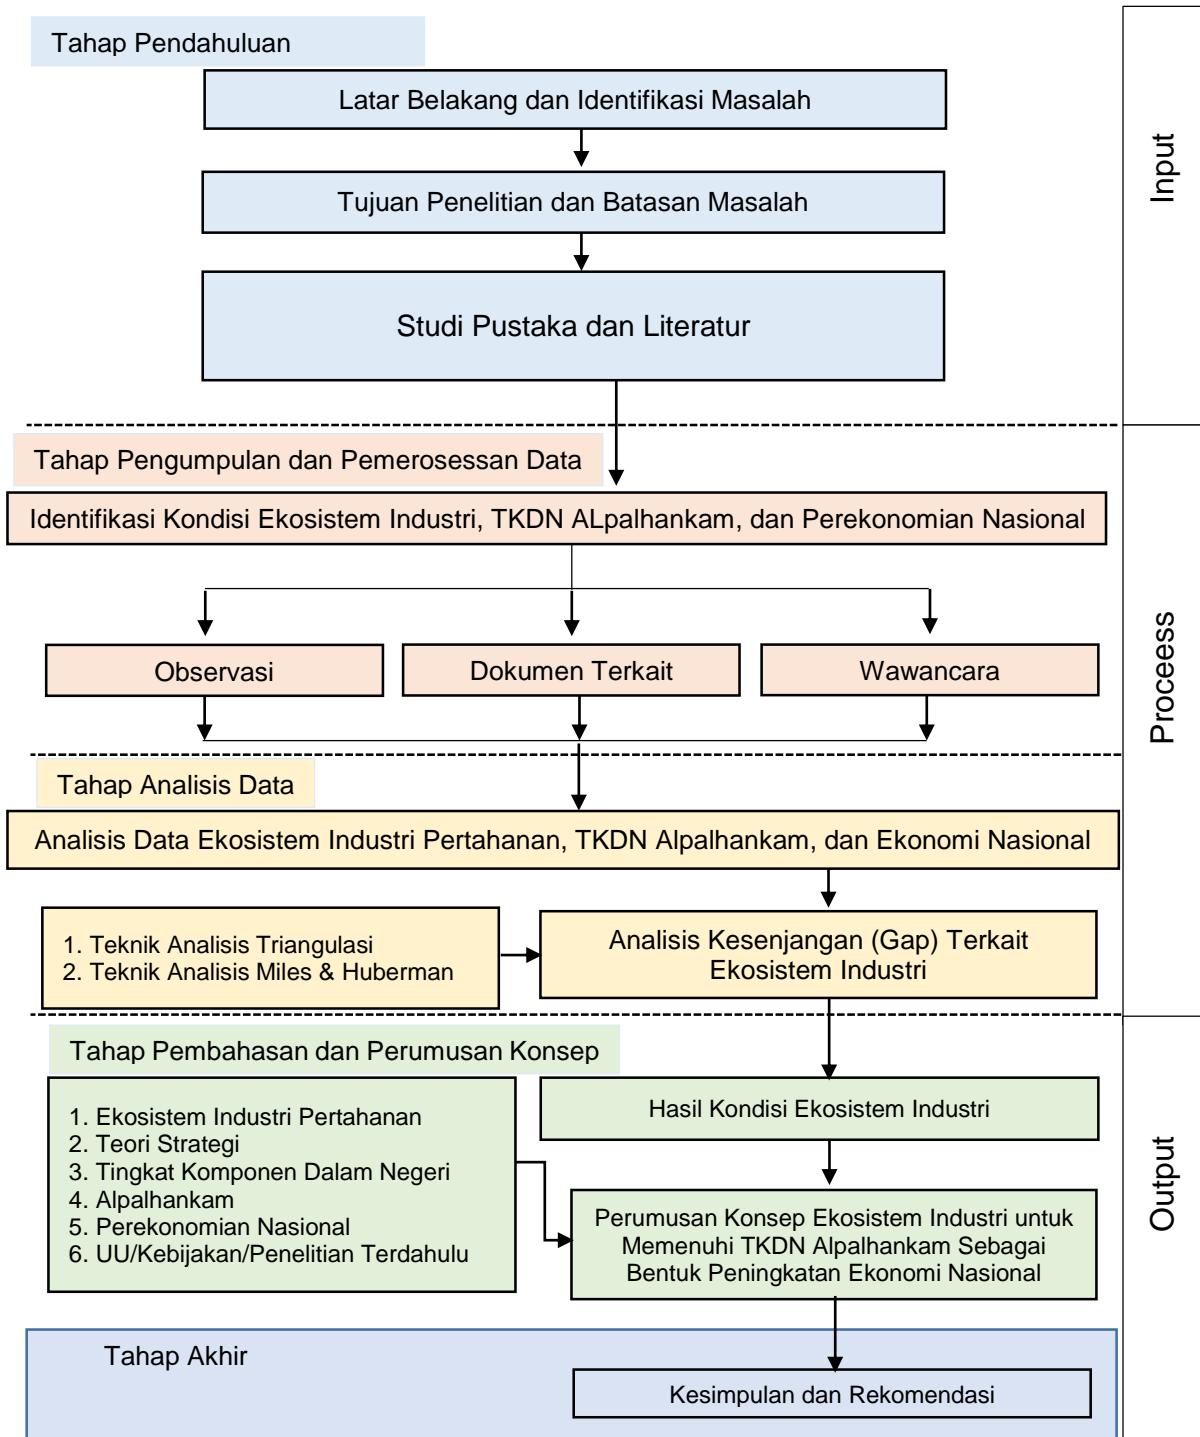 Tahap Pendahuluan
Latar Belakang dan Identifikasi Masalah
Tujuan Penelitian dan Batasan Masalah
Studi Pustaka dan Literatur
Input
Tahap Pengumpulan dan Pemerosessan Data
Identifikasi Kondisi Ekosistem Industri, TKDN ALpalhankam, dan Perekonomian Nasional
Observasi
Dokumen Terkait
Wawancara
Proceess
Tahap Analisis Data
Analisis Data Ekosistem Industri Pertahanan, TKDN Alpalhankam, dan Ekonomi Nasional
1. Teknik Analisis Triangulasi
2. Teknik Analisis Miles & Huberman
Analisis Kesenjangan (Gap) Terkait
Ekosistem Industri
Tahap Pembahasan dan Perumusan Konsep
1. Ekosistem Industri Pertahanan
2. Teori Strategi
3. Tingkat Komponen Dalam Negeri
4. Alpalhankam
5. Perekonomian Nasional
6. UU/Kebijakan/Penelitian Terdahulu
Hasil Kondisi Ekosistem Industri
Perumusan Konsep Ekosistem Industri untuk
Memenuhi TKDN Alpalhankam Sebagai
Bentuk Peningkatan Ekonomi Nasional
Output
Tahap Akhir
Kesimpulan dan Rekomendasi